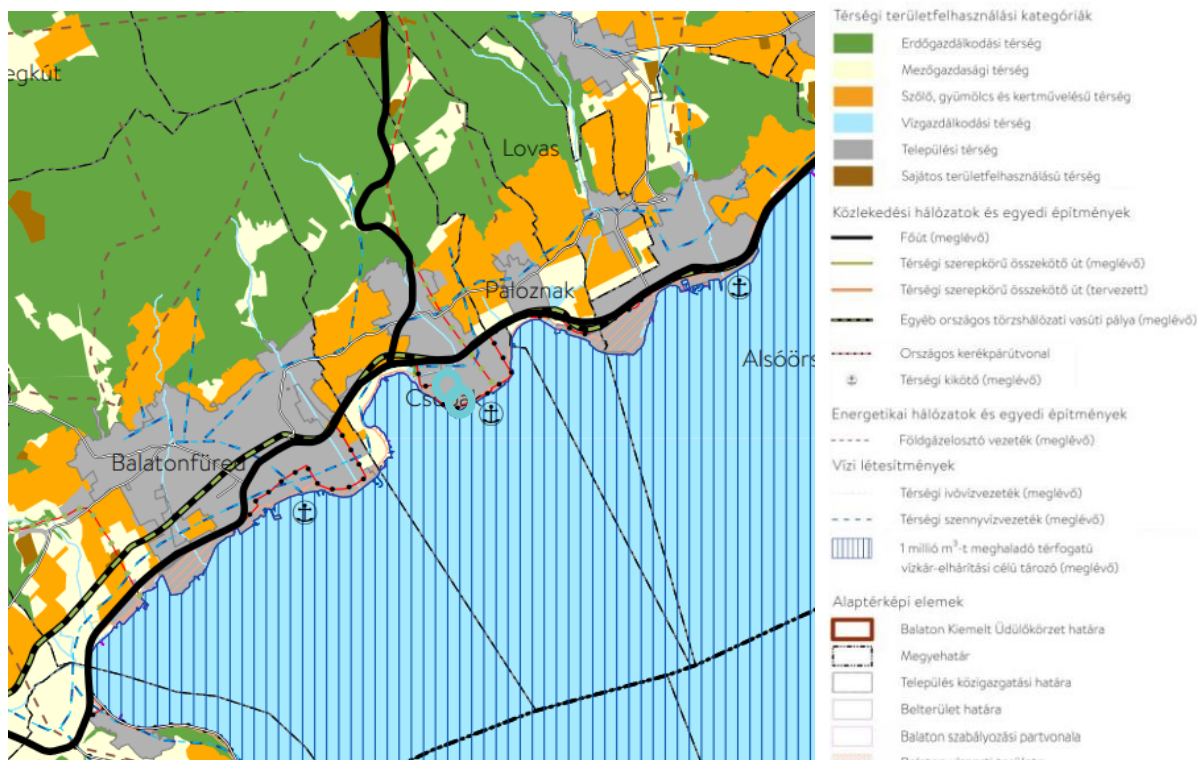 egkút
Lovas
Paloznak
Alsóörs
Balatonfüred
Térségi területfelhasználási kategóriák
Erdőgazdálkodási térség
Mezőgazdasági térség
Szőlő, gyümölcs és kertművelésű térség
Vízgazdálkodási térség
Települési térség
Sajátos területfelhasználású térség
Közlekedési hálózatok és egyedi építmények
Főút (meglévő)
Térségi szerepkörű összekötő út (meglévő)
Térségi szerepkörű összekötő út (tervezett)
Egyéb országos törzshálózati vasúti pálya (meglévő)
Országos kerékpárútvonal
Térségi kikötő (meglévő)
Energetikai hálózatok és egyedi építmények
Földgázelosztó vezeték (meglévő)
Vízi létesítmények
Térségi ivóvízvezeték (meglévő)
Térségi szennyvízvezeték (meglévő)
1 millió m³-t meghaladó térfogatú
vízkár-elhárítási célú tározó (meglévő)
Alaptérképi elemek
Balaton Kiemelt Üdülőkörzet határa
Megyehatár
Település közigazgatási határa
Belterület határa
Balaton szabályozási partvonala